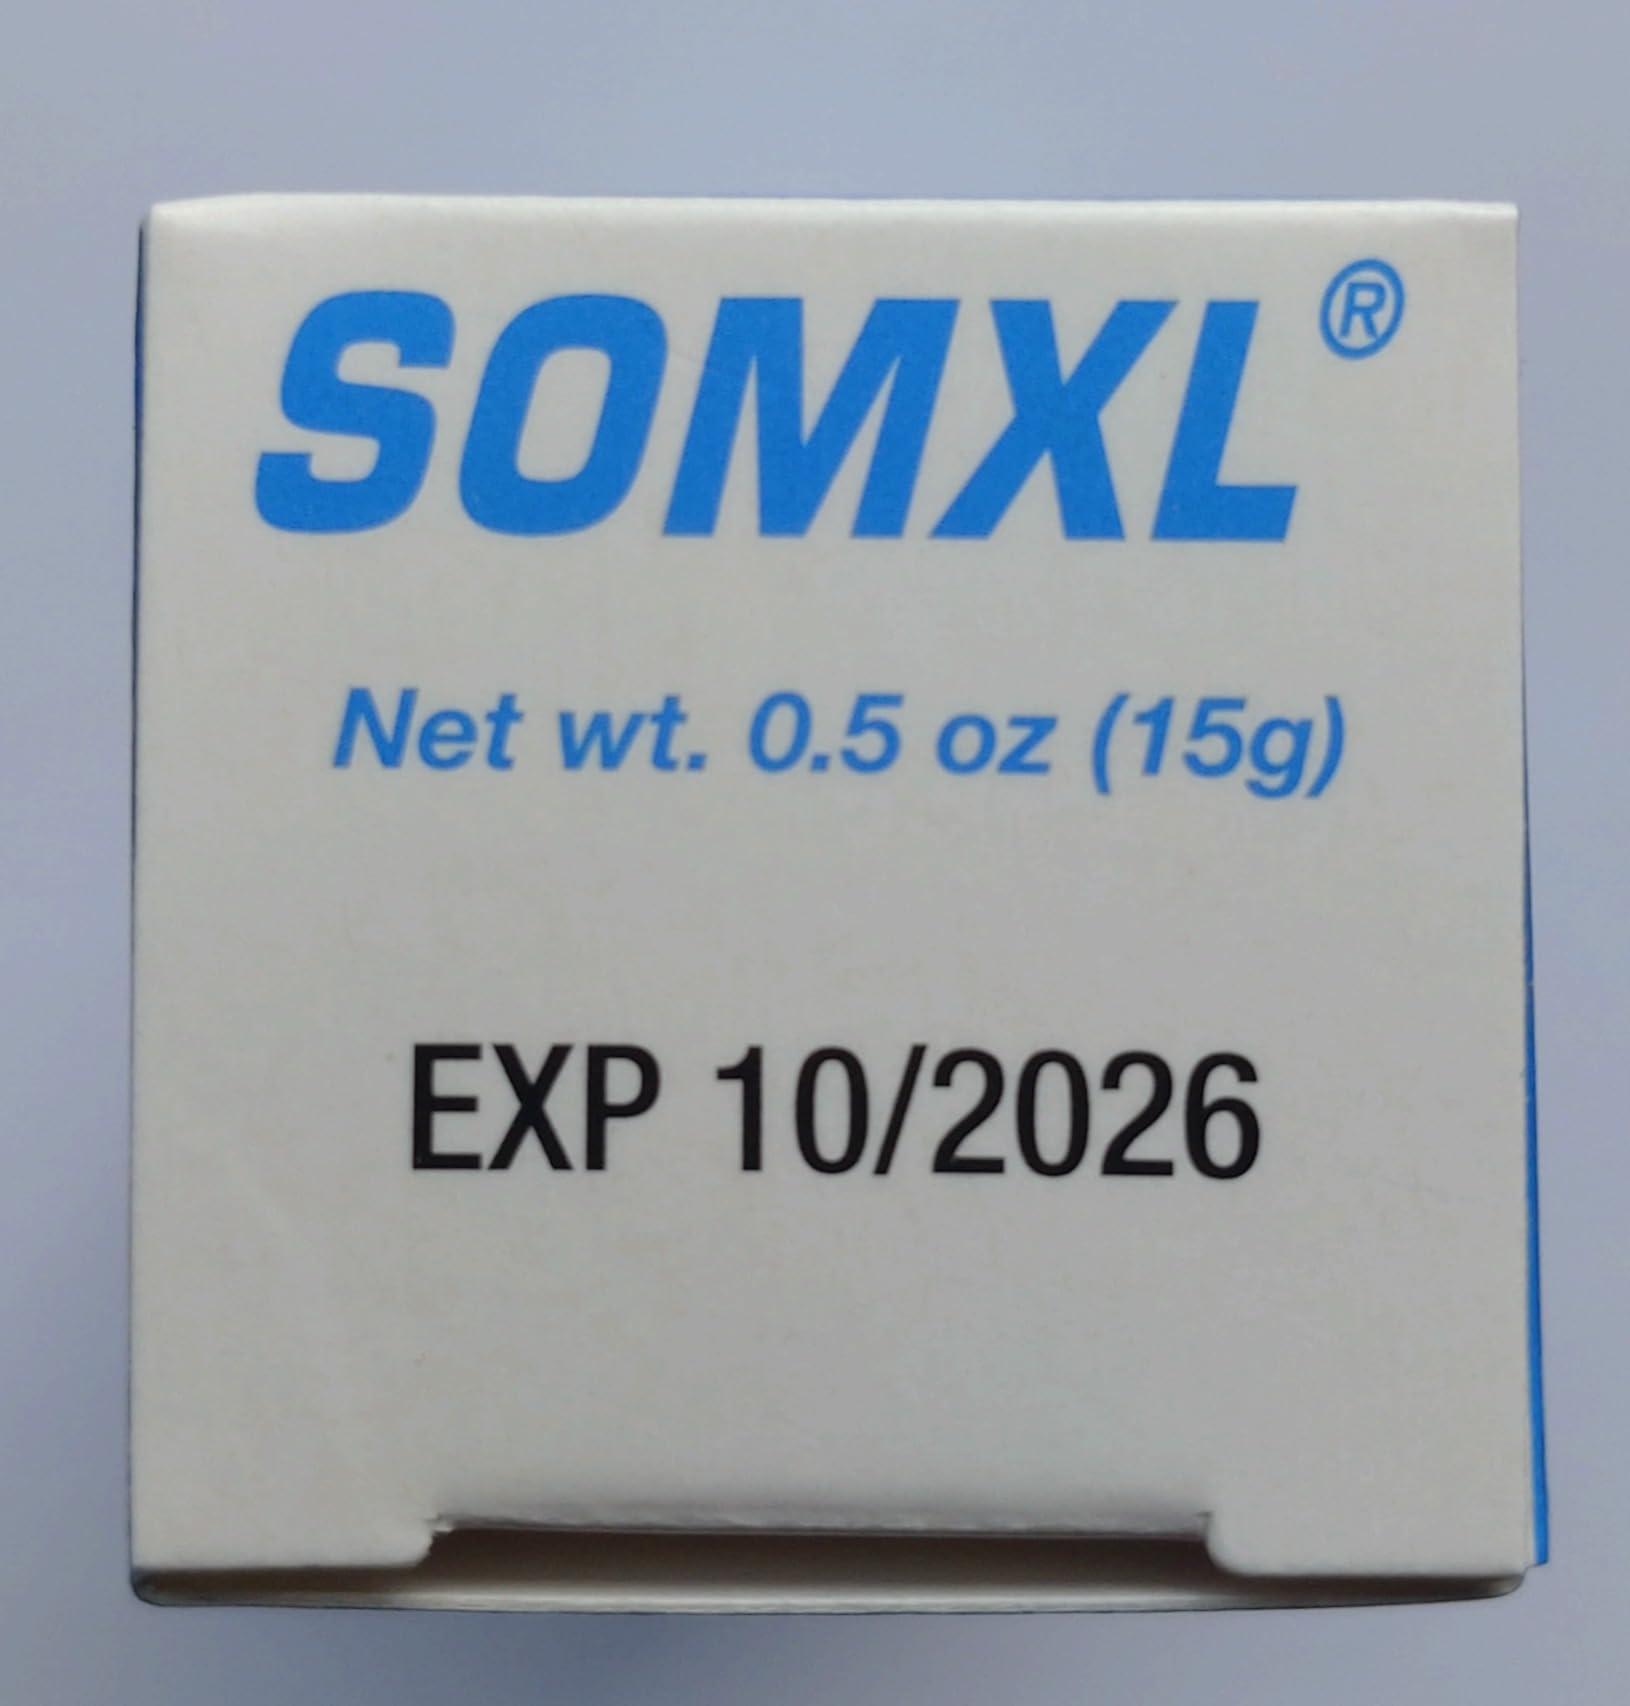 SOMXL®
Net wt. 0.5 oz (15g)
EXP 10/2026